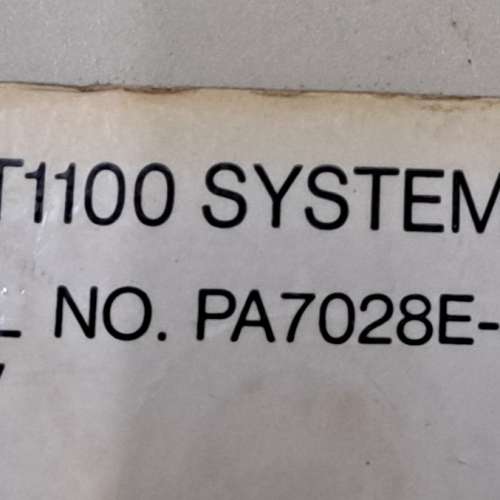 T1100 SYSTEM
NO. PA7028E-